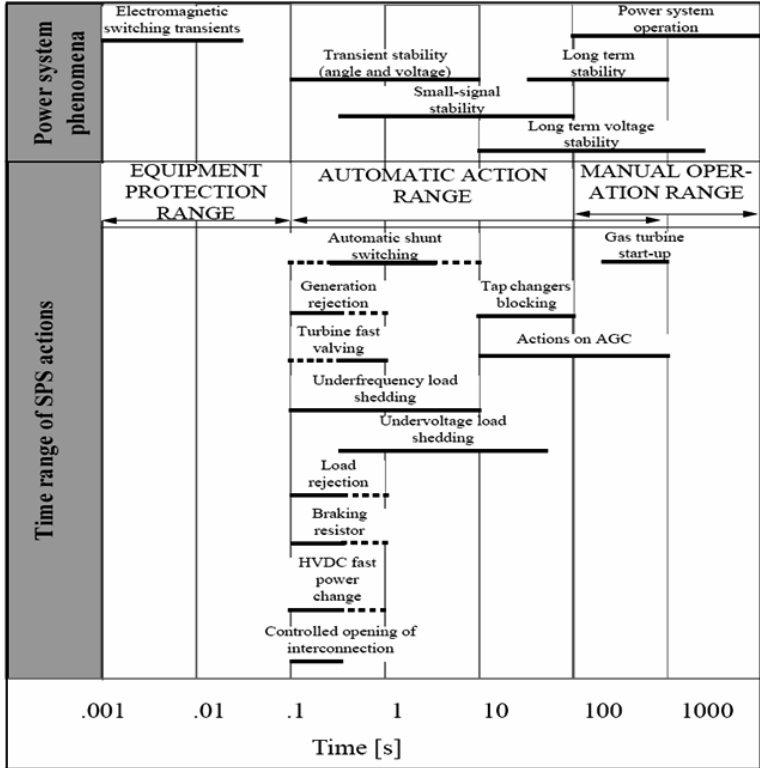 Power system
phenomena
Electromagnetic
switching transients
Power system
operation
Transient stability
(angle and voltage)
Long term
stability
Small-signal
stability
Long term voltage
stability
EQUIPMENT
PROTECTION
RANGE
AUTOMATIC ACTION
RANGE
MANUAL OPER-
ATION RANGE
Time range of SPS actions
Automatic shunt
switching
Gas turbine
start-up
Generation
rejection
Tap changers
blocking
Turbine fast
valving
Actions on AGC
Underfrequency load
shedding
Undervoltage load
shedding
Load
rejection
Braking
resistor
HVDC fast
power
change
Controlled opening of
interconnection
.001 .01 .1 1 10 100 1000
Time [s]